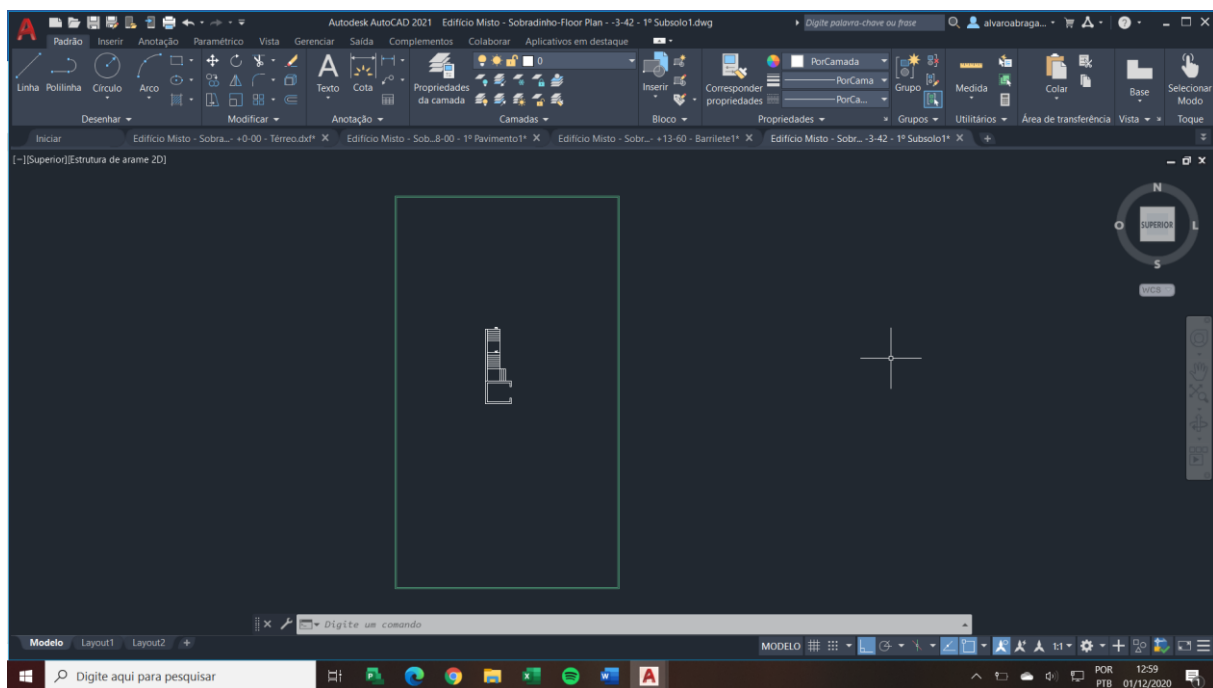 Autodesk AutoCAD 2021 Edifício Misto - Sobradinho-Floor Plan - -3-42 - 1º Subsolo1.dwg
Digite palavra-chave ou frase
alvaroabraga...
Padrão Inserir Anotação Paramétrico Vista Gerenciar Saída Complementos Colaborar Aplicativos em destaque
0
PorCamada
Linha Polilinha Círculo Arco
Texto Cota
Propriedades da camada
Inserir
Corresponder propriedades
PorCama
PorCa...
Grupo
Medida
Colar
Base
Selecionar Modo
Desenhar Modificar Anotação Camadas Bloco Propriedades Grupos Utilitários Área de transferência Vista Toque
Iniciar
Edifício Misto - Sobra...- +0-00 - Térreo.dxf*
Edifício Misto - Sob...8-00 - 1º Pavimento1*
Edifício Misto - Sobr...- +13-60 - Barrilete1*
Edifício Misto - Sobr... -3-42 - 1º Subsolo1*
[−][Superior][Estrutura de arame 2D]
N
O SUPERIOR L
S
WCS
Digite um comando
Modelo Layout1 Layout2 +
MODELO
1:1
Digite aqui para pesquisar
POR
PTB
12:59
01/12/2020